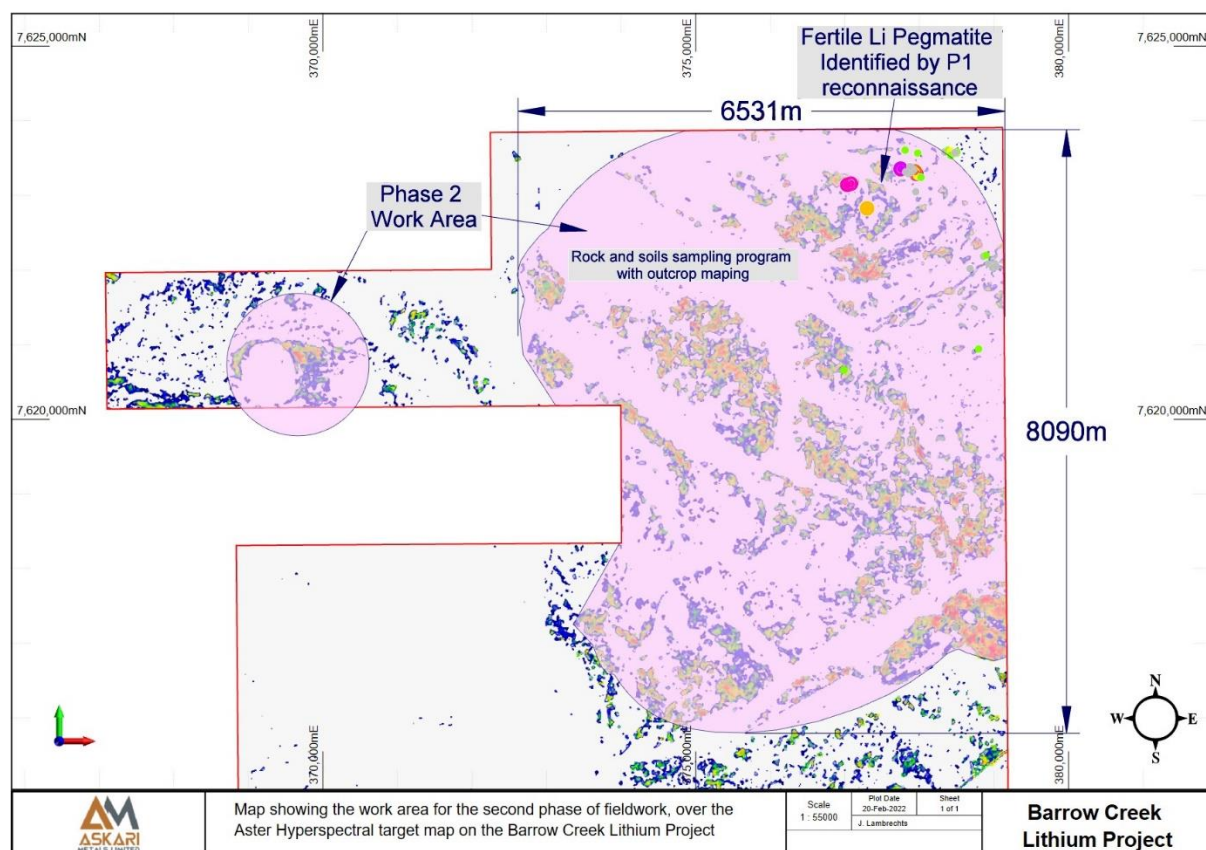 7,625,000mN
370,000mE
375,000mE
380,000mE
7,625,000mN
Fertile Li Pegmatite
Identified by P1
reconnaissance
6531m
Phase 2
Work Area
Rock and soils sampling program
with outcrop maping
7,620,000mN
7,620,000mN
8090m
N
W
E
S
370,000mE
375,000mE
380,000mE
AM
ASKARI
METALS LIMITED
Map showing the work area for the second phase of fieldwork, over the
Aster Hyperspectral target map on the Barrow Creek Lithium Project
Scale
1 : 55000
Plot Date
20-Feb-2022
Sheet
1 of 1
J. Lambrechts
Barrow Creek
Lithium Project